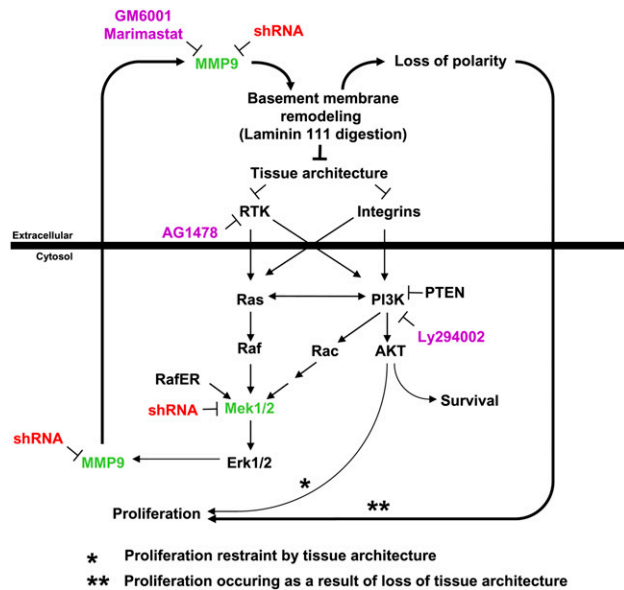 GM6001
Marimastat
shRNA
MMP9
Loss of polarity
Basement membrane
remodeling
(Laminin 111 digestion)
Tissue architecture
RTK
Integrins
AG1478
Extracellular
Cytosol
Ras
PI3K
PTEN
Ly294002
Raf
Rac
AKT
RafER
shRNA
Mek1/2
Survival
shRNA
MMP9
Erk1/2
*
Proliferation
**
* Proliferation restraint by tissue architecture
** Proliferation occuring as a result of loss of tissue architecture